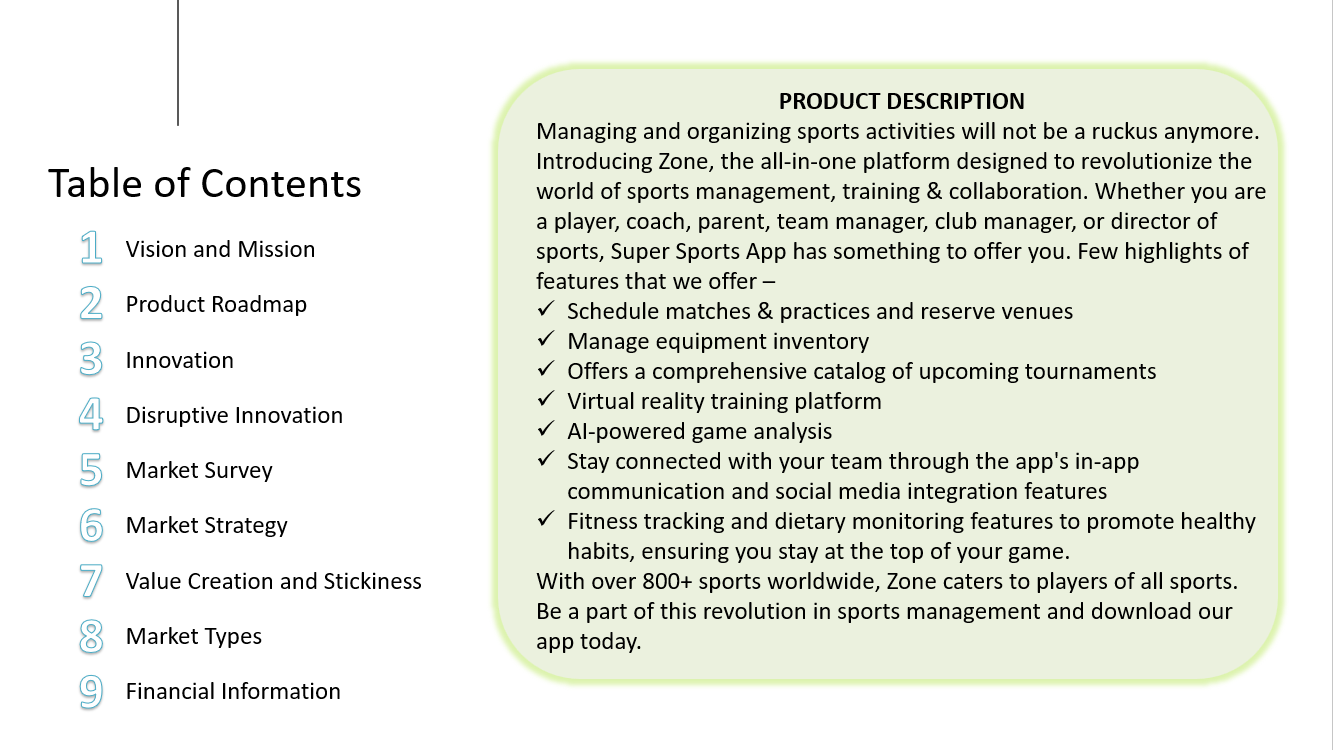 Table of Contents
1 Vision and Mission
2 Product Roadmap
3 Innovation
4 Disruptive Innovation
5 Market Survey
6 Market Strategy
7 Value Creation and Stickiness
8 Market Types
9 Financial Information
PRODUCT DESCRIPTION
Managing and organizing sports activities will not be a ruckus anymore.
Introducing Zone, the all-in-one platform designed to revolutionize the
world of sports management, training & collaboration. Whether you are
a player, coach, parent, team manager, club manager, or director of
sports, Super Sports App has something to offer you. Few highlights of
features that we offer –
✓ Schedule matches & practices and reserve venues
✓ Manage equipment inventory
✓ Offers a comprehensive catalog of upcoming tournaments
✓ Virtual reality training platform
✓ AI-powered game analysis
✓ Stay connected with your team through the app's in-app
communication and social media integration features
✓ Fitness tracking and dietary monitoring features to promote healthy
habits, ensuring you stay at the top of your game.
With over 800+ sports worldwide, Zone caters to players of all sports.
Be a part of this revolution in sports management and download our
app today.